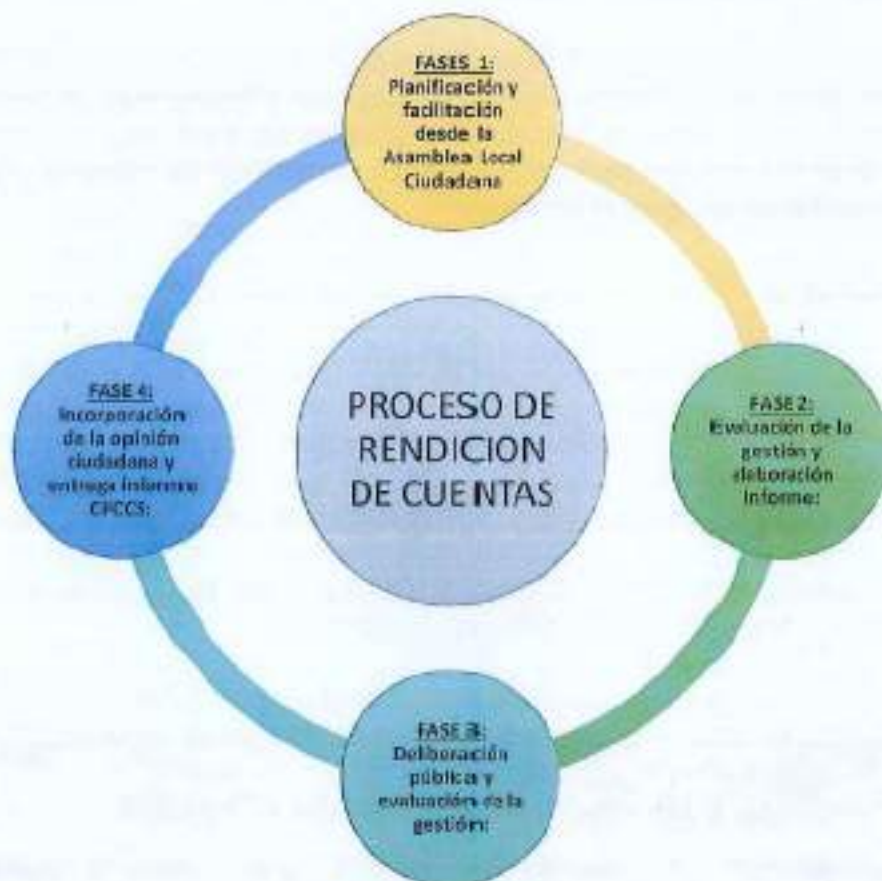 FASES 1:
Planificación y
facilitación
desde la
Asamblea Local
Ciudadana
FASE 2:
Evaluación de la
gestión y
elaboración
Informe:
PROCESO DE
RENDICION
DE CUENTAS
FASE 3:
Deliberación
pública y
evaluación de la
gestión:
FASE 4:
Incorporación
de la opinión
ciudadana y
entrega informe
CPCCS: